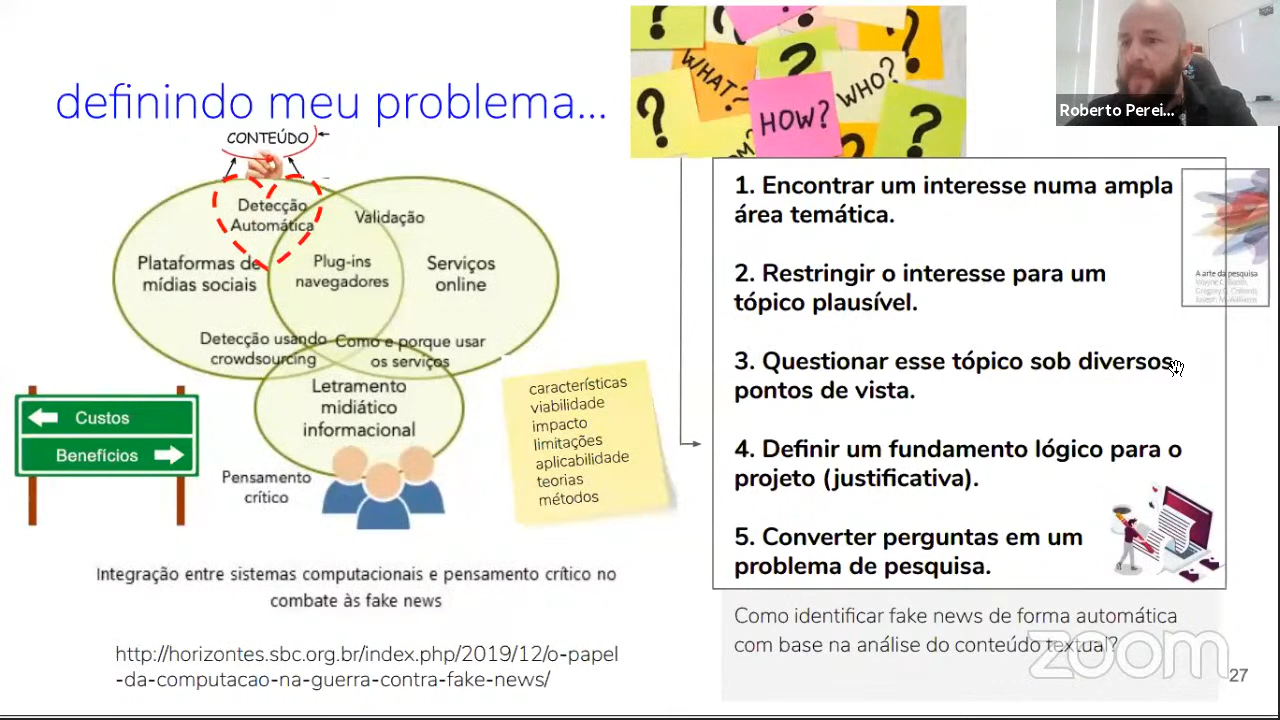 definindo meu problema...
CONTEÚDO
Detecção
Automática
Validação
Plataformas de
mídias sociais
Plug-ins
navegadores
Serviços
online
Detecção usando
crowdsourcing
Como e porque usar
os serviços
Letramento
midiático
informacional
Pensamento
crítico
Custos
Benefícios
características
viabilidade
impacto
limitações
aplicabilidade
teorias
métodos
Integração entre sistemas computacionais e pensamento crítico no
combate às fake news
http://horizontes.sbc.org.br/index.php/2019/12/o-papel
-da-computacao-na-guerra-contra-fake-news/
?
?
?
?
?
WHAT?
WHO?
HOW?
Roberto Perei...
1. Encontrar um interesse numa ampla
área temática.
2. Restringir o interesse para um
tópico plausível.
3. Questionar esse tópico sob diversos
pontos de vista.
4. Definir um fundamento lógico para o
projeto (justificativa).
5. Converter perguntas em um
problema de pesquisa.
A arte da pesquisa
Como identificar fake news de forma automática
com base na análise do conteúdo textual?
zoom
27